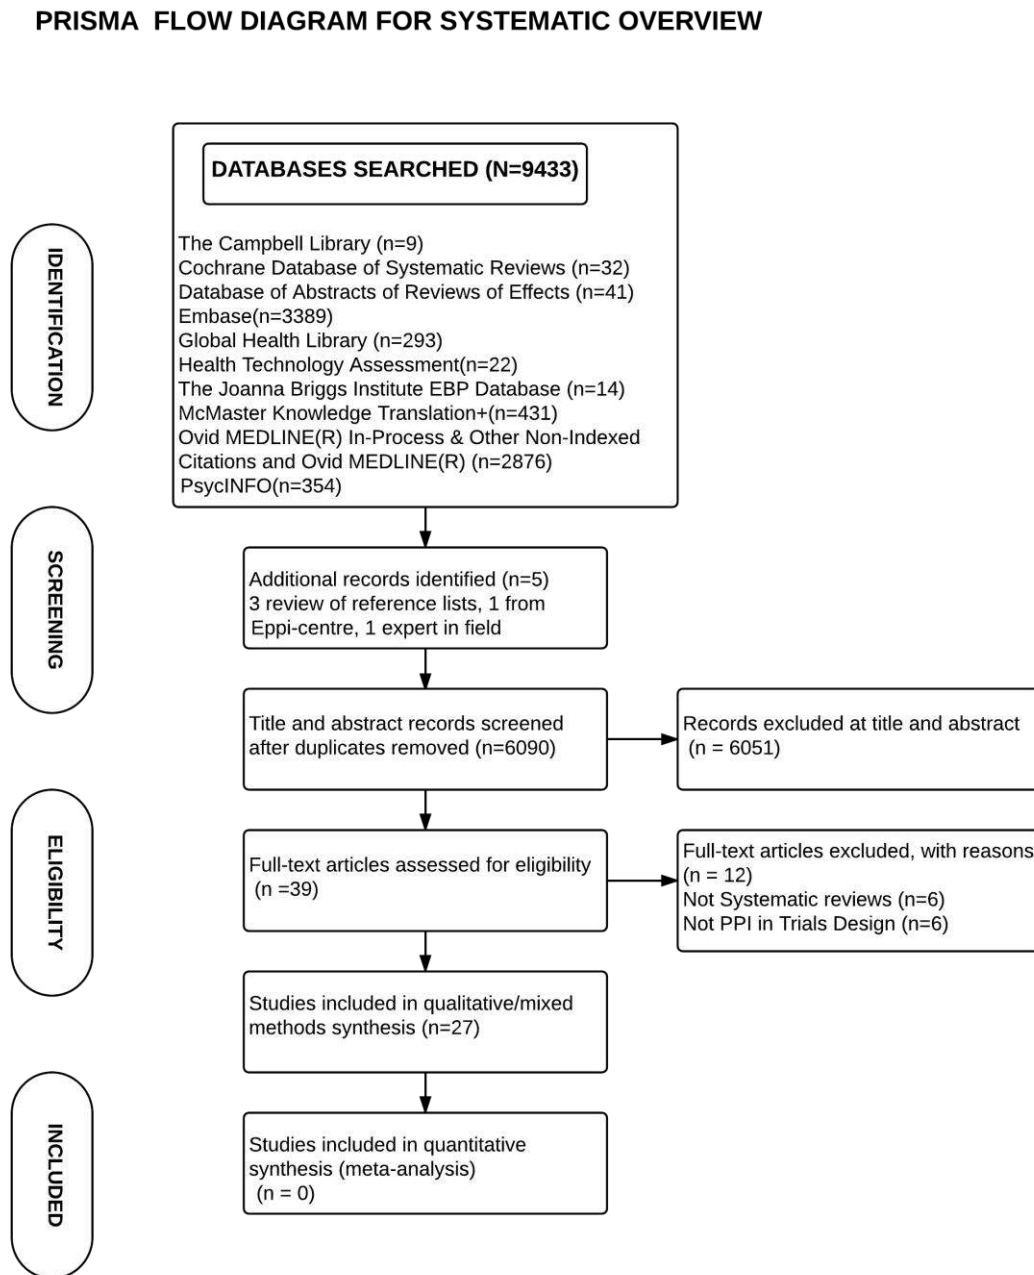 PRISMA  FLOW DIAGRAM FOR SYSTEMATIC OVERVIEW
DATABASES SEARCHED (N=9433)
The Campbell Library (n=9)
Cochrane Database of Systematic Reviews (n=32)
Database of Abstracts of Reviews of Effects (n=41)
Embase(n=3389)
Global Health Library (n=293)
Health Technology Assessment(n=22)
The Joanna Briggs Institute EBP Database (n=14)
McMaster Knowledge Translation+(n=431)
Ovid MEDLINE(R) In-Process & Other Non-Indexed
Citations and Ovid MEDLINE(R) (n=2876)
PsycINFO(n=354)
IDENTIFICATION
SCREENING
Additional records identified (n=5)
3 review of reference lists, 1 from
Eppi-centre, 1 expert in field
Title and abstract records screened
after duplicates removed (n=6090)
Records excluded at title and abstract
(n = 6051)
ELIGIBILITY
Full-text articles assessed for eligibility
(n =39)
Full-text articles excluded, with reasons
(n = 12)
Not Systematic reviews (n=6)
Not PPI in Trials Design (n=6)
Studies included in qualitative/mixed
methods synthesis (n=27)
INCLUDED
Studies included in quantitative
synthesis (meta-analysis)
(n = 0)